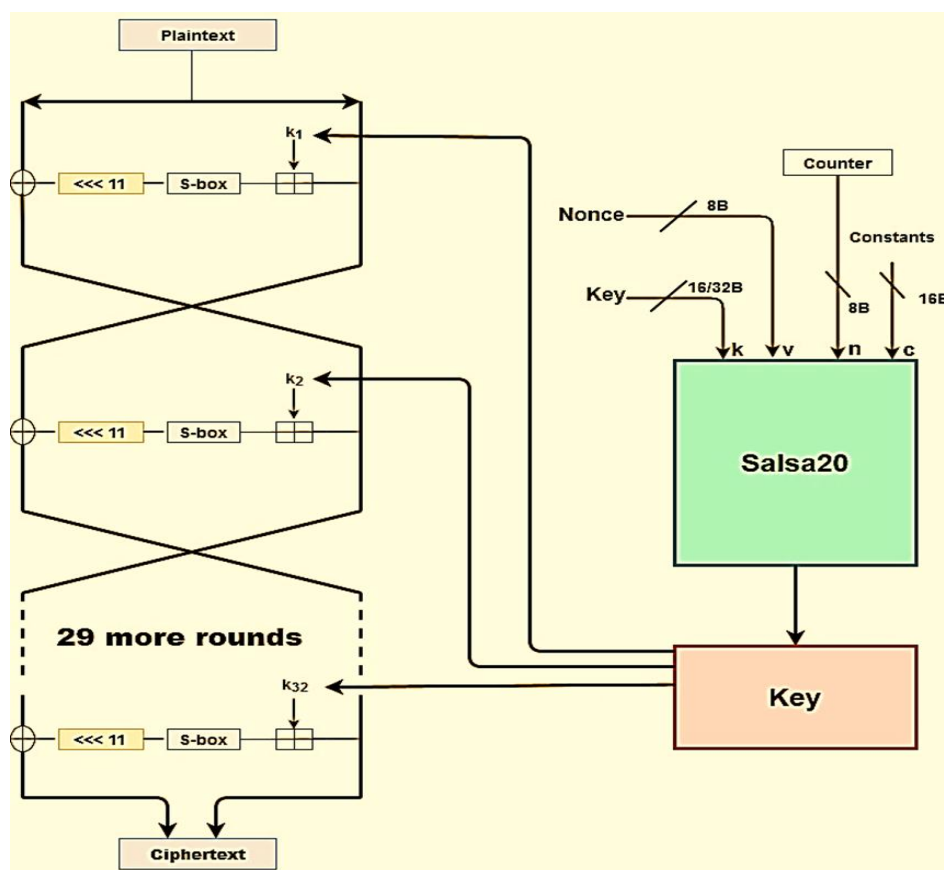 Plaintext
k1
<<< 11
S-box
Counter
Nonce
8B
Constants
Key
16/32B
8B
16B
k
v
n
c
k2
<<< 11
S-box
Salsa20
29 more rounds
k32
<<< 11
S-box
Key
Ciphertext